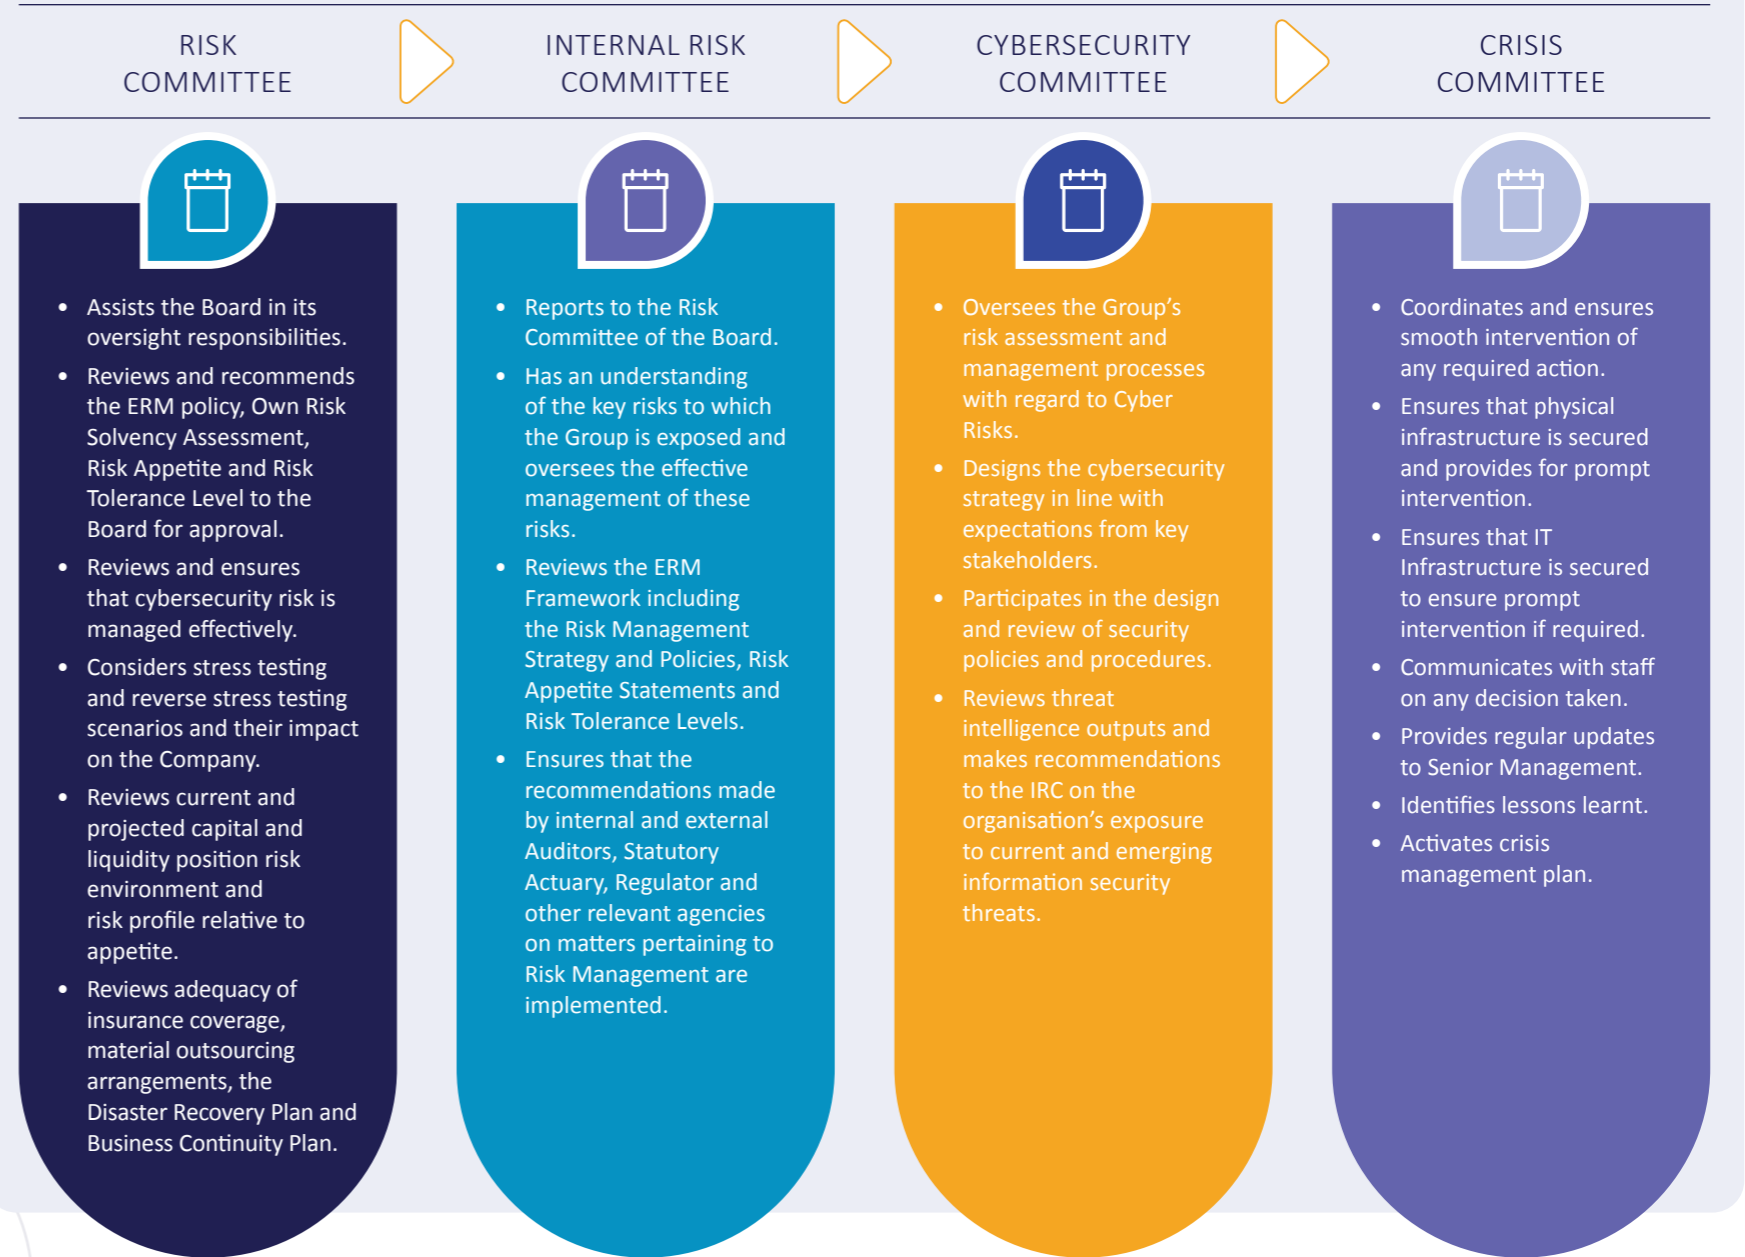 RISK
COMMITTEE
INTERNAL RISK
COMMITTEE
CYBERSECURITY
COMMITTEE
CRISIS
COMMITTEE
• Assists the Board in its
oversight responsibilities.
• Reviews and recommends
the ERM policy, Own Risk
Solvency Assessment,
Risk Appetite and Risk
Tolerance Level to the
Board for approval.
• Reviews and ensures
that cybersecurity risk is
managed effectively.
• Considers stress testing
and reverse stress testing
scenarios and their impact
on the Company.
• Reviews current and
projected capital and
liquidity position risk
environment and
risk profile relative to
appetite.
• Reviews adequacy of
insurance coverage,
material outsourcing
arrangements, the
Disaster Recovery Plan and
Business Continuity Plan.
• Reports to the Risk
Committee of the Board.
• Has an understanding
of the key risks to which
the Group is exposed and
oversees the effective
management of these
risks.
• Reviews the ERM
Framework including
the Risk Management
Strategy and Policies, Risk
Appetite Statements and
Risk Tolerance Levels.
• Ensures that the
recommendations made
by internal and external
Auditors, Statutory
Actuary, Regulator and
other relevant agencies
on matters pertaining to
Risk Management are
implemented.
• Oversees the Group’s
risk assessment and
management processes
with regard to Cyber
Risks.
• Designs the cybersecurity
strategy in line with
expectations from key
stakeholders.
• Participates in the design
and review of security
policies and procedures.
• Reviews threat
intelligence outputs and
makes recommendations
to the IRC on the
organisation’s exposure
to current and emerging
information security
threats.
• Coordinates and ensures
smooth intervention of
any required action.
• Ensures that physical
infrastructure is secured
and provides for prompt
intervention.
• Ensures that IT
Infrastructure is secured
to ensure prompt
intervention if required.
• Communicates with staff
on any decision taken.
• Provides regular updates
to Senior Management.
• Identifies lessons learnt.
• Activates crisis
management plan.